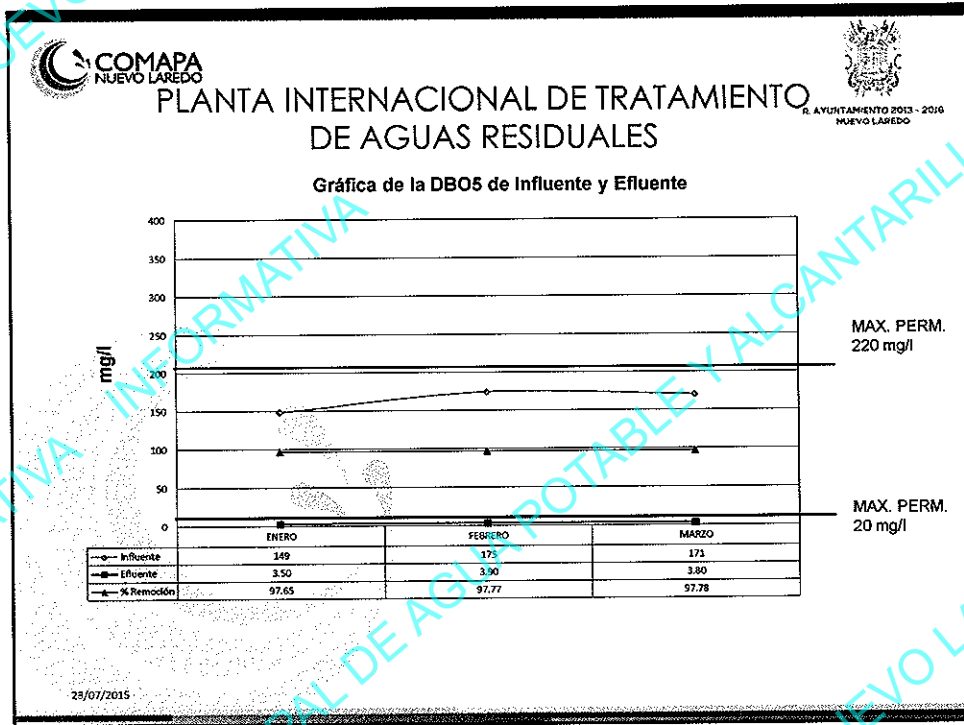 COMAPA
NUEVO LAREDO
R. AYUNTAMIENTO 2013 - 2016
NUEVO LAREDO
PLANTA INTERNACIONAL DE TRATAMIENTO
DE AGUAS RESIDUALES
Gráfica de la DBO5 de Influente y Efluente
mg/l
400
350
300
250
200
150
100
50
0
MAX. PERM.
220 mg/l
MAX. PERM.
20 mg/l
ENERO FEBRERO MARZO
Influente 149 175 171
Efluente 3.50 3.90 3.80
% Remoción 97.65 97.77 97.78
23/07/2015
INFORMATIVA
PAL DE AGUA POTABLE Y ALCANTARILL